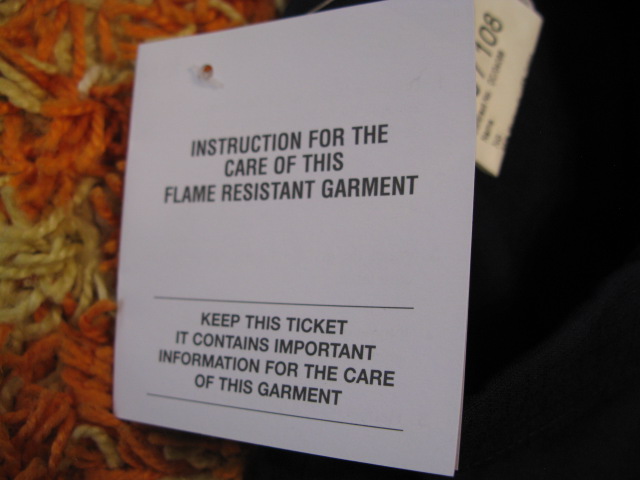 INSTRUCTION FOR THE
CARE OF THIS
FLAME RESISTANT GARMENT
KEEP THIS TICKET
IT CONTAINS IMPORTANT
INFORMATION FOR THE CARE
OF THIS GARMENT
/ 108